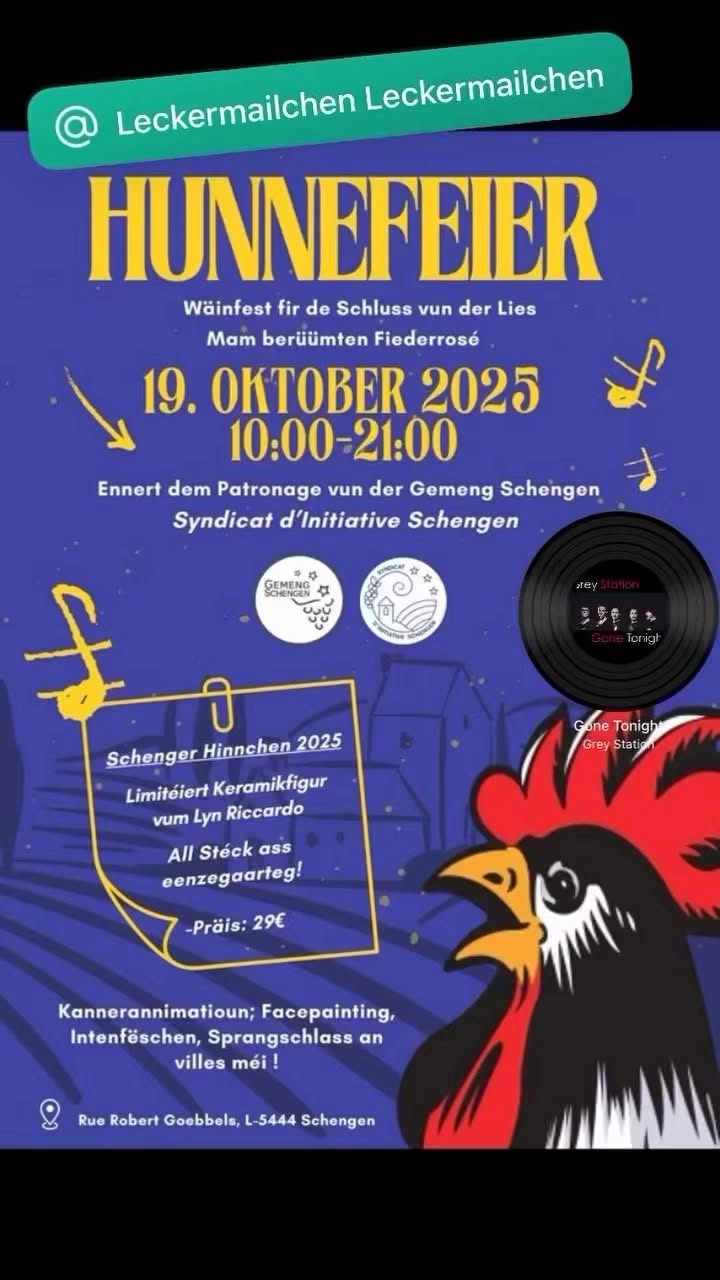 @ Leckermailchen Leckermailchen
HUNNEFEIER
Wäinfest fir de Schluss vun der Lies
Mam berüümten Fiederrosé
19. OKTOBER 2025
10:00-21:00
Ennert dem Patronage vun der Gemeng Schengen
Syndicat d'Initiative Schengen
GEMENG
SCHENGEN
SYNDICAT
D'INITIATIVE SCHENGEN
Grey Station
Gone Tonight
Gone Tonight
Grey Station
Schenger Hinnchen 2025
Limitéiert Keramikfigur
vum Lyn Riccardo
All Stéck ass
eenzegaarteg!
-Präis: 29€
Kannerannimatioun; Facepainting,
Intenfëschen, Sprangschlass an
villes méi !
Rue Robert Goebbels, L-5444 Schengen